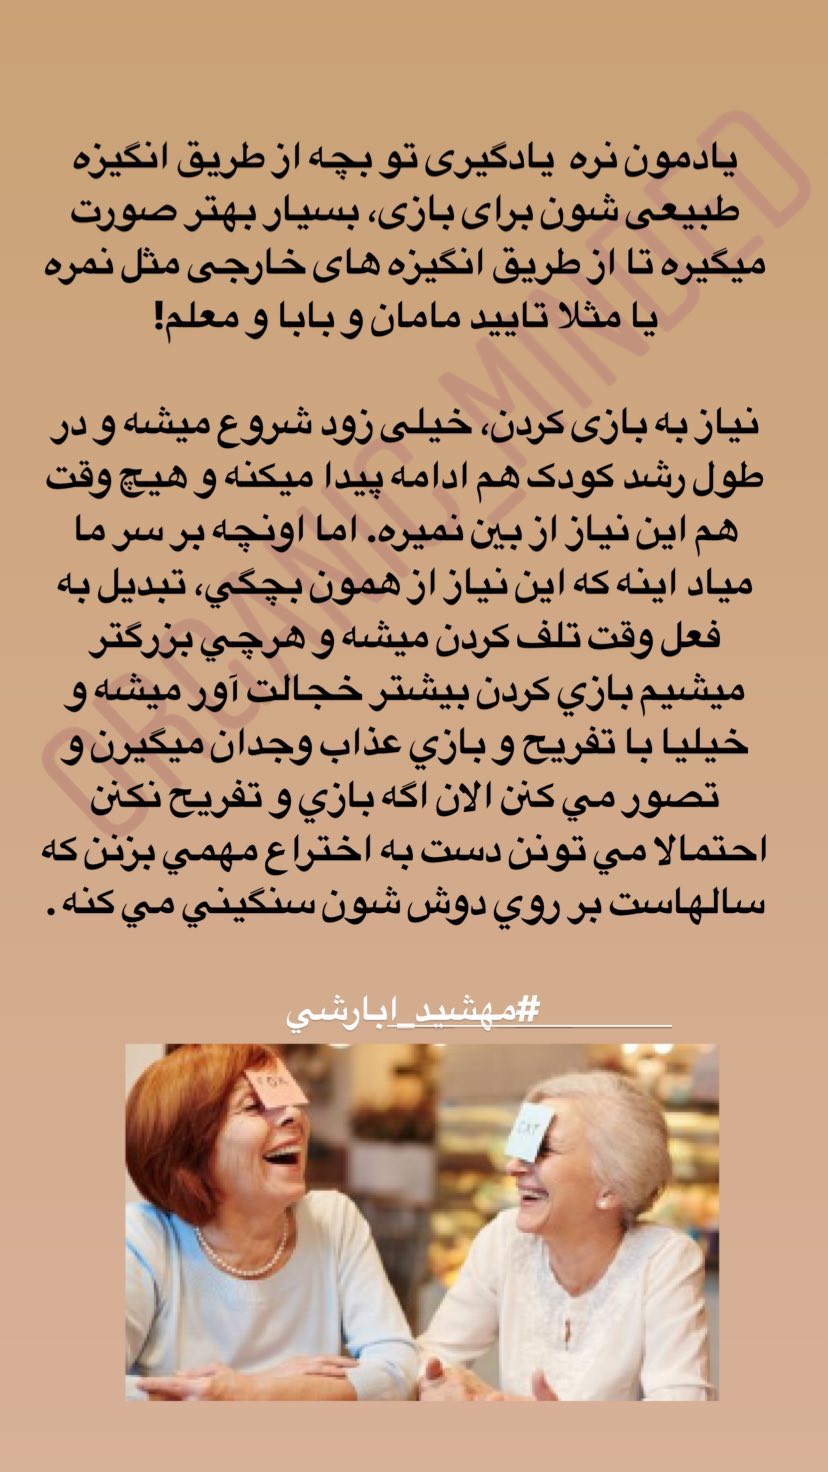 یادمون نره یادگیری تو بچه از طریق انگیزه
طبیعی شون برای بازی، بسیار بهتر صورت
میگیره تا از طریق انگیزه های خارجی مثل نمره
یا مثلا تایید مامان و بابا و معلم!
نیاز به بازی کردن، خیلی زود شروع میشه و در
طول رشد کودک هم ادامه پیدا میکنه و هیچ وقت
هم این نیاز از بین نمیره. اما اونچه بر سر ما
میاد اینه که این نیاز از همون بچگي، تبدیل به
فعل وقت تلف کردن میشه و هرچي بزرگتر
میشیم بازي کردن بیشتر خجالت آور میشه و
خیلیا با تفریح و بازي عذاب وجدان میگیرن و
تصور مي کنن الان اگه بازي و تفریح نکنن
احتمالا مي تونن دست به اختراع مهمي بزنن که
سالهاست بر روي دوش شون سنگیني مي کنه .
#مهشید_ابارشي
ORGANIC_MINDED
FOX
CAT